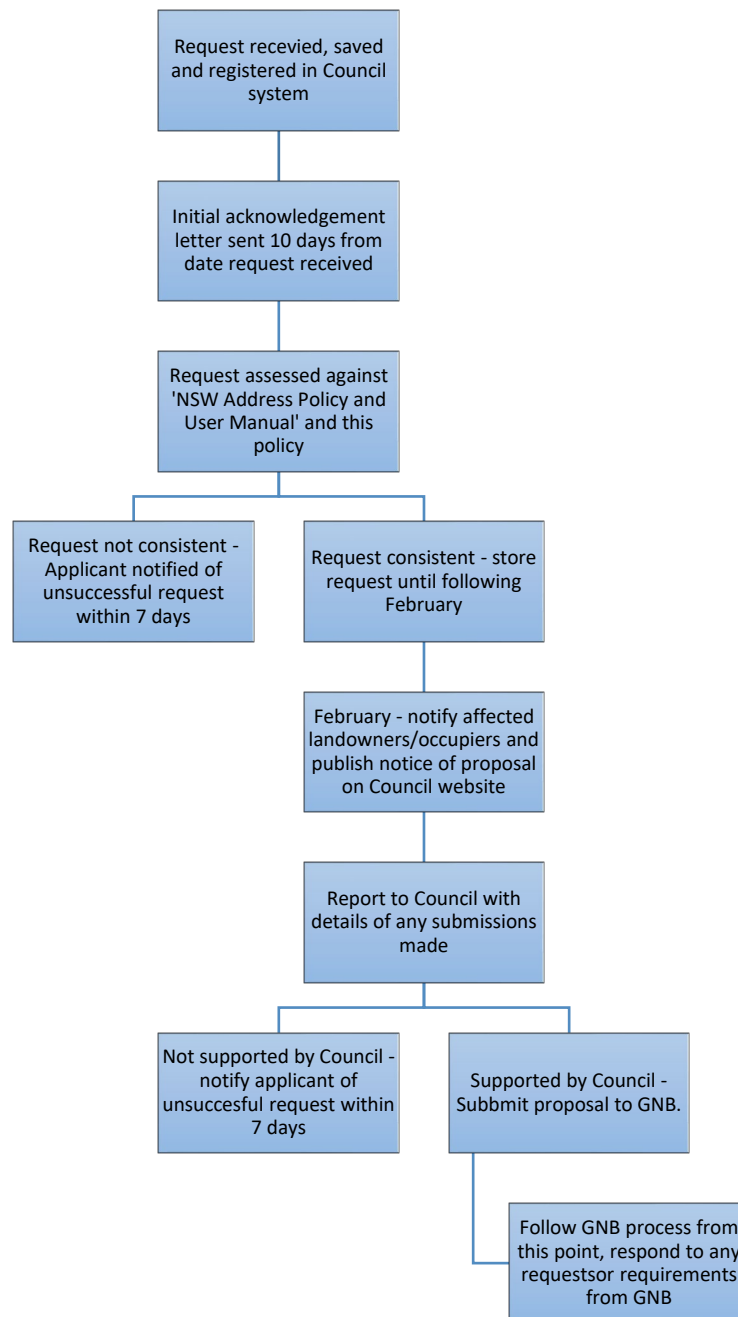 Request recevied, saved
and registered in Council
system
Initial acknowledgement
letter sent 10 days from
date request received
Request assessed against
'NSW Address Policy and
User Manual' and this
policy
Request not consistent -
Applicant notified of
unsuccessful request
within 7 days
Request consistent - store
request until following
February
February - notify affected
landowners/occupiers and
publish notice of proposal
on Council website
Report to Council with
details of any submissions
made
Not supported by Council -
notify applicant of
unsuccesful request within
7 days
Supported by Council -
Subbmit proposal to GNB.
Follow GNB process from
this point, respond to any
requestsor requirements
from GNB